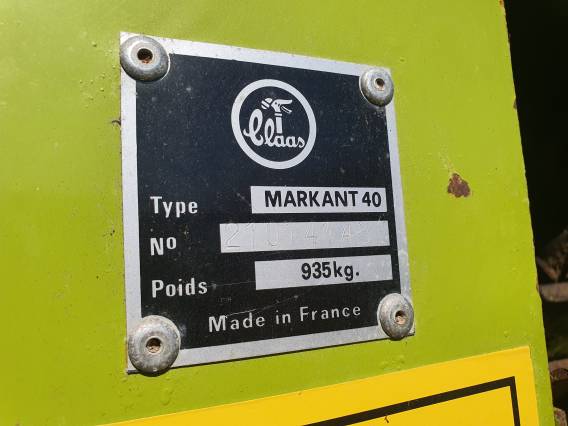 Claas
Type MARKANT 40
No
Poids 935kg.
Made in France